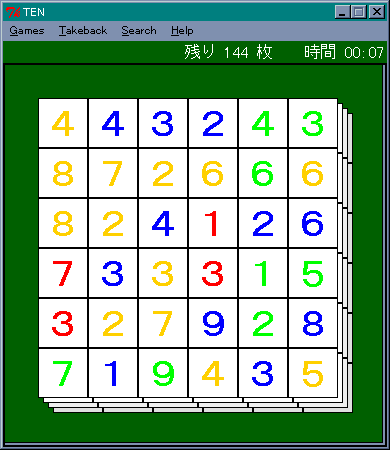 TEN
Games Takeback Search Help
残り 144 枚 時間 00:07
4 4 3 2 4 3
8 7 2 6 6 6
8 2 4 1 2 6
7 3 3 3 1 5
3 2 7 9 2 8
7 1 9 4 3 5